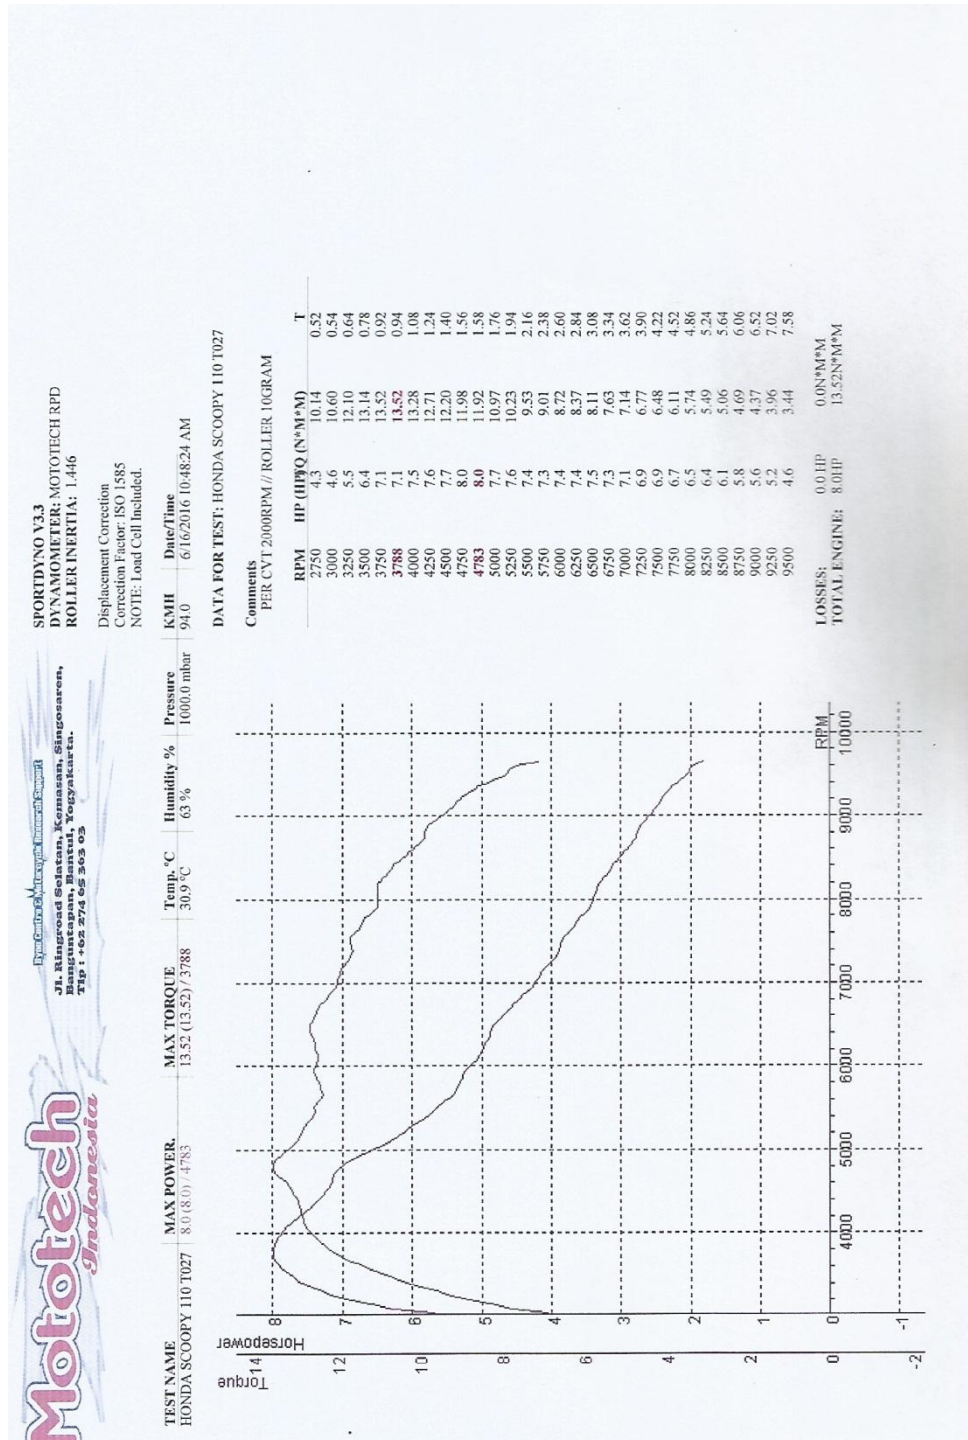 Mototech
Indonesia
Dyno Centre & Motorcycle Research Support
Jl. Ringroad Selatan, Kemasan, Singosaren,
Banguntapan, Bantul, Yogyakarta.
Tlp : +62 274 65 363 03
SPORTDYNO V3.3
DYNAMOMETER: MOTOTECH RPD
ROLLER INERTIA: 1.446
Displacement Correction
Correction Factor: ISO 1585
NOTE: Load Cell Included.
TEST NAME MAX POWER. MAX TORQUE Temp. °C Humidity % Pressure KMH Date/Time
HONDA SCOOPY 110 T027 8.0 (8.0) / 4783 13.52 (13.52) / 3788 30.9 °C 63 % 1000.0 mbar 94.0 6/16/2016 10:48:24 AM
Torque
14
12
10
8
6
4
2
0
-2
Horsepower
8
7
6
5
4
3
2
1
0
-1
4000 5000 6000 7000 8000 9000 10000
RPM
DATA FOR TEST: HONDA SCOOPY 110 T027
Comments
PER CVT 2000RPM // ROLLER 10GRAM
RPM HP (HP) TQ (N*M*M) T
2750 4.3 10.14 0.52
3000 4.6 10.60 0.54
3250 5.5 12.10 0.64
3500 6.4 13.14 0.78
3750 7.1 13.52 0.92
3788 7.1 13.52 0.94
4000 7.5 13.28 1.08
4250 7.6 12.71 1.24
4500 7.7 12.20 1.40
4750 8.0 11.98 1.56
4783 8.0 11.92 1.58
5000 7.7 10.97 1.76
5250 7.6 10.23 1.94
5500 7.4 9.53 2.16
5750 7.3 9.01 2.38
6000 7.4 8.72 2.60
6250 7.4 8.37 2.84
6500 7.5 8.11 3.08
6750 7.3 7.63 3.34
7000 7.1 7.14 3.62
7250 6.9 6.77 3.90
7500 6.9 6.48 4.22
7750 6.7 6.11 4.52
8000 6.5 5.74 4.86
8250 6.4 5.49 5.24
8500 6.1 5.06 5.64
8750 5.8 4.69 6.06
9000 5.6 4.37 6.52
9250 5.2 3.96 7.02
9500 4.6 3.44 7.58
LOSSES: 0.0 HP 0.0N*M*M
TOTAL ENGINE: 8.0HP 13.52N*M*M